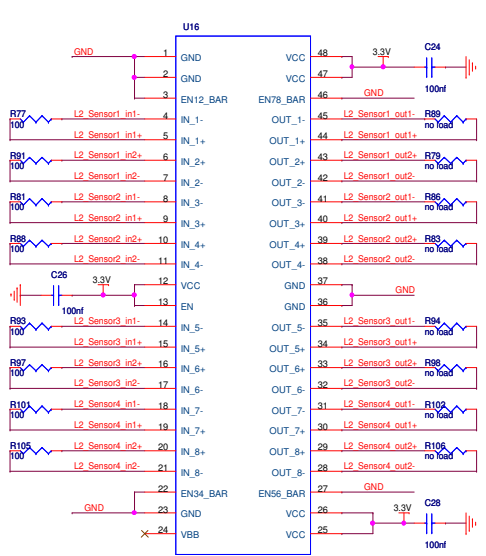 U16
GND 1 GND VCC 48 3.3V C24
2 GND VCC 47 100nf
3 EN12_BAR EN78_BAR 46 GND
R77 100 L2_Sensor1_in1- 4 IN_1- OUT_1- 45 L2_Sensor1_out1- R89 no load
L2_Sensor1_in1+ 5 IN_1+ OUT_1+ 44 L2_Sensor1_out1+
R91 100 L2_Sensor1_in2+ 6 IN_2+ OUT_2+ 43 L2_Sensor1_out2+ R79 no load
L2_Sensor1_in2- 7 IN_2- OUT_2- 42 L2_Sensor1_out2-
R81 100 L2_Sensor2_in1- 8 IN_3- OUT_3- 41 L2_Sensor2_out1- R86 no load
L2_Sensor2_in1+ 9 IN_3+ OUT_3+ 40 L2_Sensor2_out1+
R88 100 L2_Sensor2_in2+ 10 IN_4+ OUT_4+ 39 L2_Sensor2_out2+ R83 no load
L2_Sensor2_in2- 11 IN_4- OUT_4- 38 L2_Sensor2_out2-
C26 3.3V 12 VCC GND 37 GND
100nf 13 EN GND 36
R93 100 L2_Sensor3_in1- 14 IN_5- OUT_5- 35 L2_Sensor3_out1- R94 no load
L2_Sensor3_in1+ 15 IN_5+ OUT_5+ 34 L2_Sensor3_out1+
R97 100 L2_Sensor3_in2+ 16 IN_6+ OUT_6+ 33 L2_Sensor3_out2+ R98 no load
L2_Sensor3_in2- 17 IN_6- OUT_6- 32 L2_Sensor3_out2-
R101 100 L2_Sensor4_in1- 18 IN_7- OUT_7- 31 L2_Sensor4_out1- R102 no load
L2_Sensor4_in1+ 19 IN_7+ OUT_7+ 30 L2_Sensor4_out1+
R105 100 L2_Sensor4_in2+ 20 IN_8+ OUT_8+ 29 L2_Sensor4_out2+ R106 no load
L2_Sensor4_in2- 21 IN_8- OUT_8- 28 L2_Sensor4_out2-
22 EN34_BAR EN56_BAR 27 GND
GND 23 GND VCC 26 3.3V C28
24 VBB VCC 25 100nf